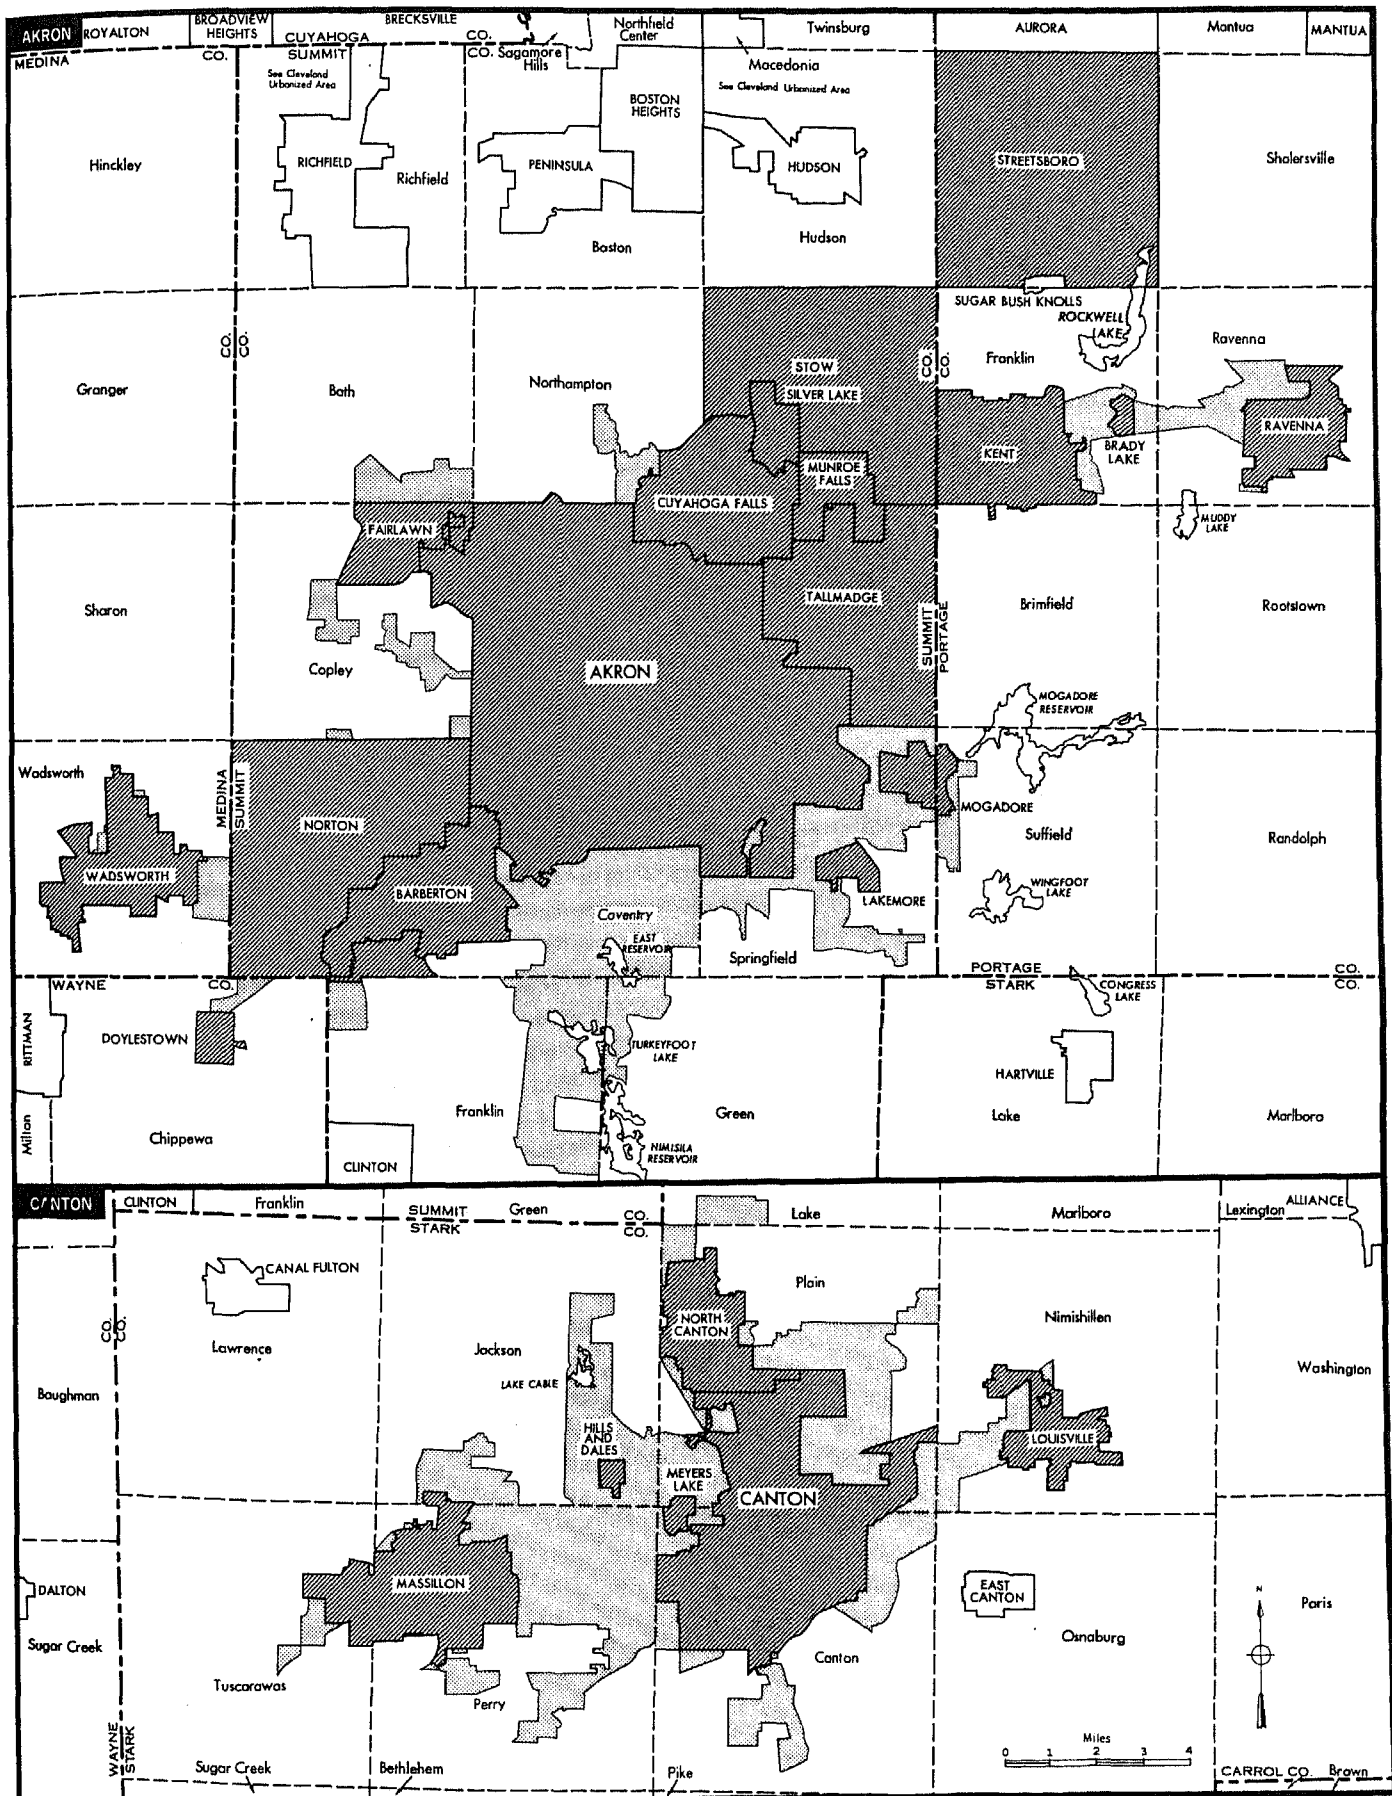 AKRON
ROYALTON
BROADVIEW
HEIGHTS
BRECKSVILLE
Northfield
Center
Twinsburg
AURORA
Mantua
MANTUA
CUYAHOGA
CO.
MEDINA
CO.
SUMMIT
CO.
Sagamore
Hills
Macedonia
See Cleveland
Urbanized Area
See Cleveland Urbanized Area
BOSTON
HEIGHTS
Hinckley
RICHFIELD
Richfield
PENINSULA
HUDSON
STREETSBORO
Shalersville
Boston
Hudson
SUGAR BUSH KNOLLS
ROCKWELL
LAKE
CO.
CO.
CO.
CO.
Franklin
Ravenna
Granger
Bath
Northampton
STOW
SILVER LAKE
KENT
BRADY
LAKE
RAVENNA
MUNROE
FALLS
CUYAHOGA FALLS
FAIRLAWN
MUDDY
LAKE
Sharon
TALLMADGE
Brimfield
Rootstown
SUMMIT
PORTAGE
Copley
AKRON
MOGADORE
RESERVOIR
Wadsworth
MEDINA
SUMMIT
NORTON
MOGADORE
Suffield
Randolph
WADSWORTH
BARBERTON
WINGFOOT
LAKE
LAKEMORE
Coventry
EAST
RESERVOIR
Springfield
WAYNE
CO.
PORTAGE
STARK
CO.
CO.
CONGRESS
LAKE
RITTMAN
DOYLESTOWN
TURKEYFOOT
LAKE
HARTVILLE
Milton
Chippewa
Franklin
Green
Lake
Marlboro
CLINTON
NIMISILA
RESERVOIR
CANTON
CLINTON
Franklin
SUMMIT
STARK
Green
CO.
CO.
Lake
Marlboro
Lexington
ALLIANCE
CANAL FULTON
Plain
CO.
CO.
Lawrence
Jackson
NORTH
CANTON
Nimishillen
Washington
Baughman
LAKE CABLE
HILLS
AND
DALES
LOUISVILLE
MEYERS
LAKE
CANTON
DALTON
MASSILLON
EAST
CANTON
N
Paris
Sugar Creek
Osnaburg
Tuscarawas
Perry
Canton
WAYNE
STARK
Miles
0 1 2 3 4
Sugar Creek
Bethlehem
Pike
CARROL CO.
Brown